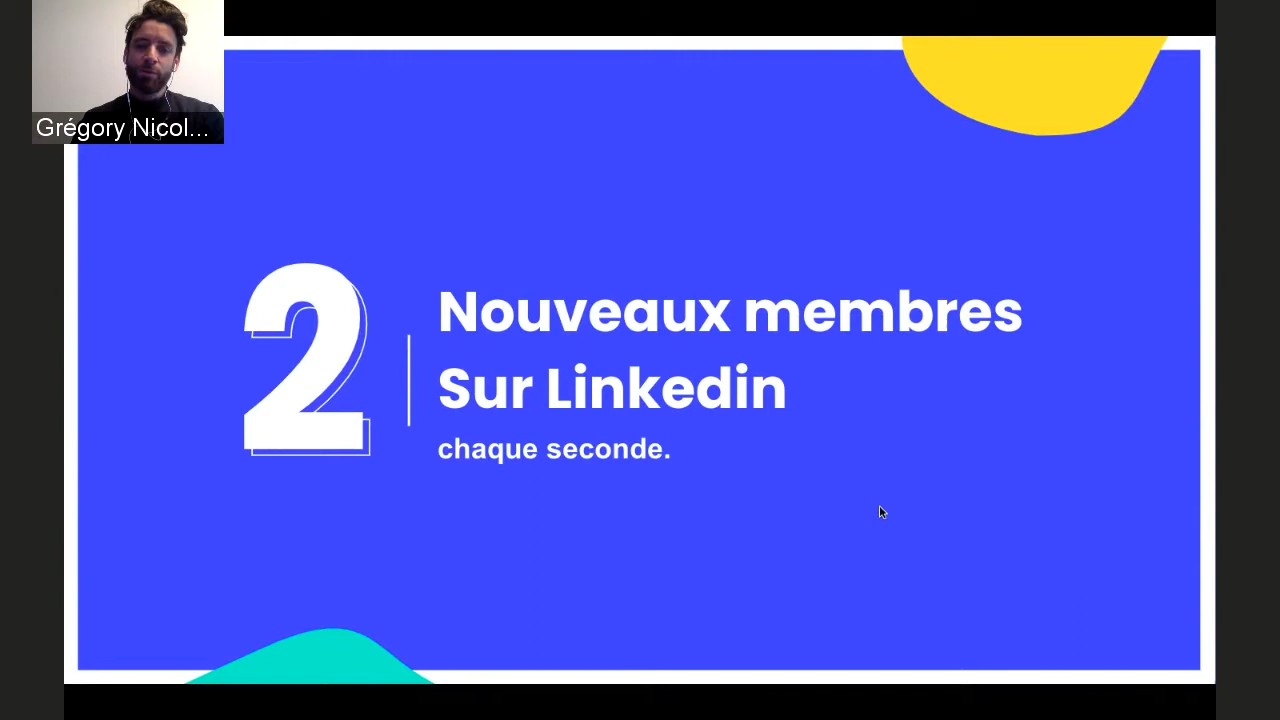 Grégory Nicol...
2
Nouveaux membres
Sur Linkedin
chaque seconde.